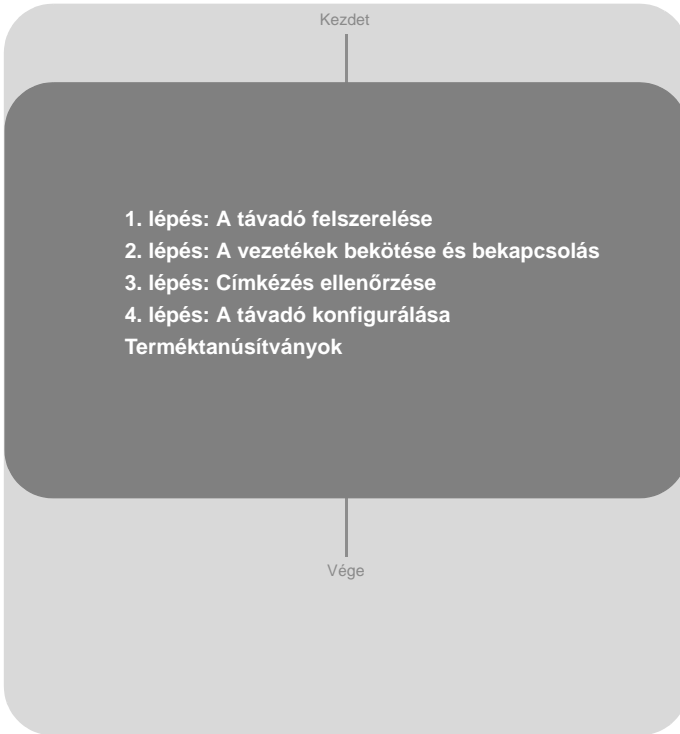 Kezdet
1. lépés: A távadó felszerelése
2. lépés: A vezetékek bekötése és bekapcsolás
3. lépés: Címkézés ellenőrzése
4. lépés: A távadó konfigurálása
Terméktanúsítványok
Vége